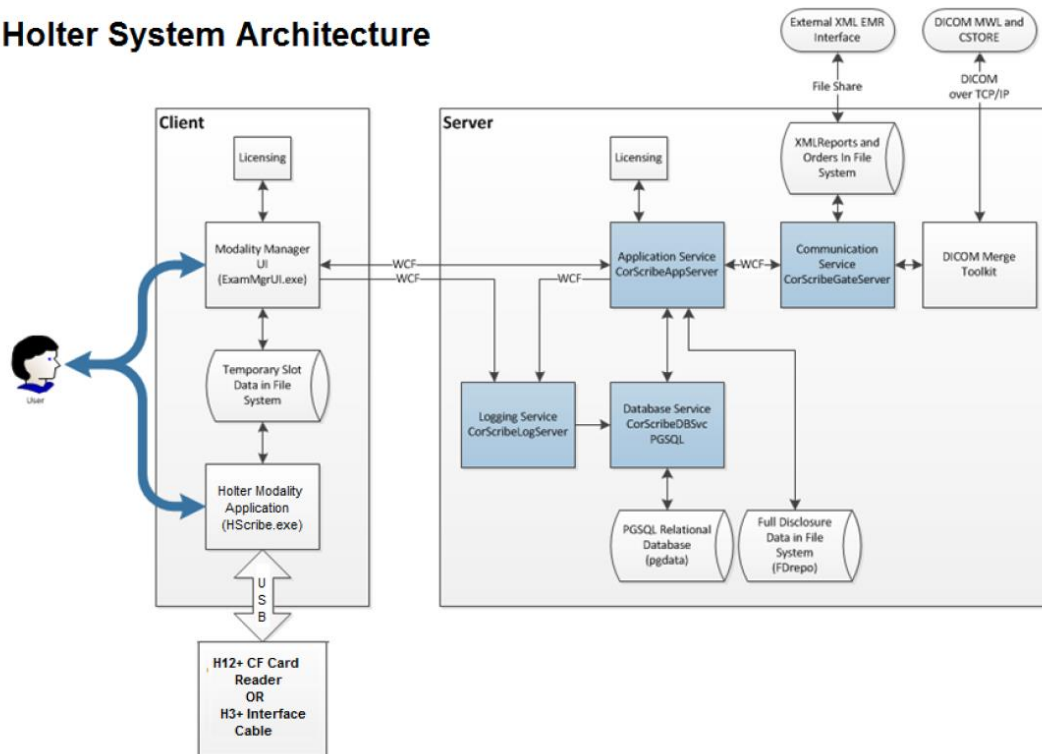 Holter System Architecture
External XML EMR
Interface
DICOM MWL and
CSTORE
File Share
DICOM
over TCP/IP
Client
Server
Licensing
Licensing
XMLReports and
Orders In File
System
Modality Manager
UI
(ExamMgrUI.exe)
WCF
WCF
Application Service
CorScribeAppServer
WCF
WCF
Communication
Service
CorScribeGateServer
DICOM Merge
Toolkit
User
Temporary Slot
Data in File
System
Logging Service
CorScribeLogServer
Database Service
CorScribeDBSvc
PGSQL
Holter Modality
Application
(HScribe.exe)
PGSQL Relational
Database
(pgdata)
Full Disclosure
Data in File
System
(FDrepo)
U
S
B
H12+ CF Card
Reader
OR
H3+ Interface
Cable